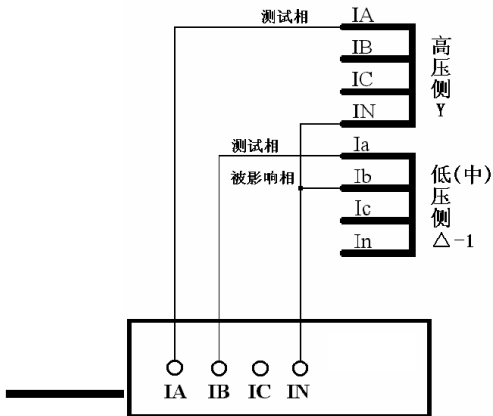 测试相 IA
IB
IC
IN
高压侧 Y
测试相 Ia
被影响相 Ib
Ic
In
低(中)压侧 △-1
IA IB IC IN